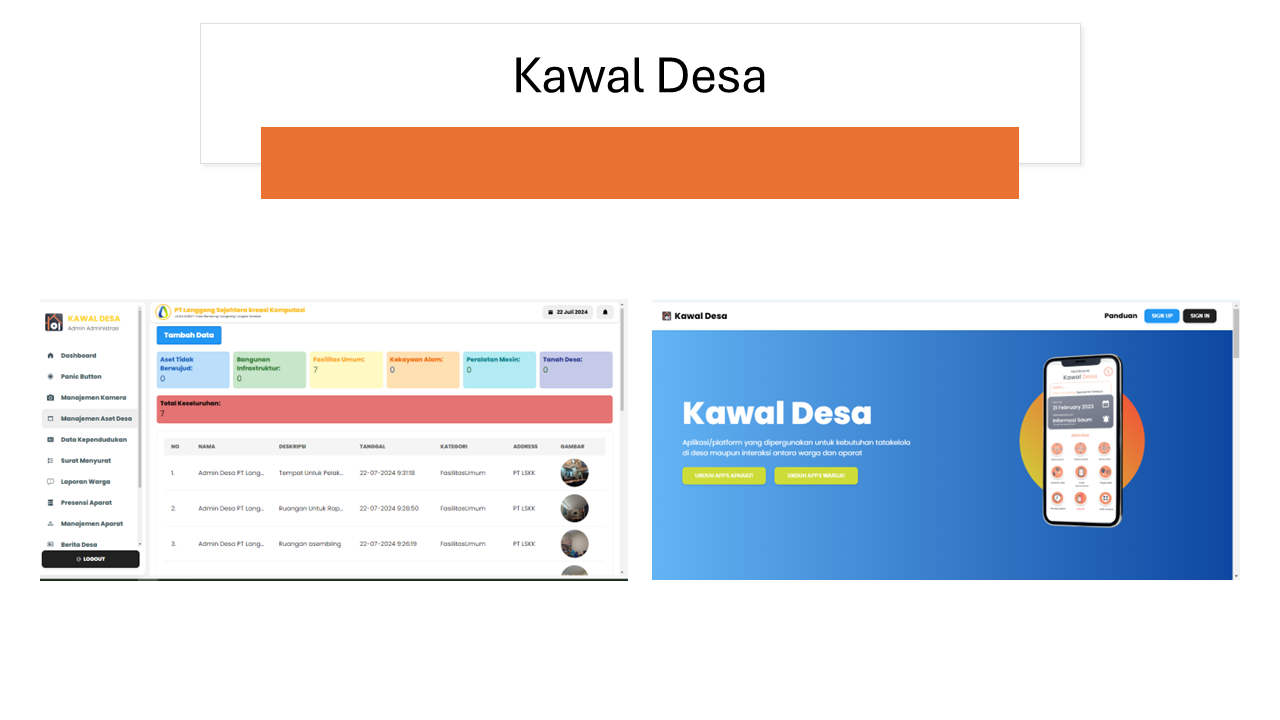 Kawal Desa
KAWAL DESA
Admin Administrasi
Dashboard
Panic Button
Manajemen Kamera
Manajemen Aset Desa
Data Kependudukan
Surat Menyurat
Laporan Warga
Presensi Aparat
Manajemen Aparat
Berita Desa
LOGOUT
PT Langgeng Sejahtera kreasi Komputasi
22 Juli 2024
Tambah Data
Aset Tidak Berwujud:
0
Bangunan Infrastruktur:
0
Fasilitas Umum:
7
Kekayaan Alam:
0
Peralatan Mesin:
0
Tanah Desa:
0
Total Keseluruhan:
7
NO NAMA DESKRIPSI TANGGAL KATEGORI ADDRESS GAMBAR
1. Admin Desa PT Lang... Tempat Untuk Pelak... 22-07-2024 9:31:18 FasilitasUmum PT LSKK
2. Admin Desa PT Lang... Ruangan Untuk Rap... 22-07-2024 9:28:50 FasilitasUmum PT LSKK
3. Admin Desa PT Lang... Ruangan asembling 22-07-2024 9:26:19 FasilitasUmum PT LSKK
Kawal Desa
Panduan SIGN UP SIGN IN
Kawal Desa
Aplikasi/platform yang dipergunakan untuk kebutuhan tatakelola
di desa maupun interaksi antara warga dan aparat
UNDUH APP'S APARAT! UNDUH APP'S WARGA!
Kawal Desa
21 February 2023
Informasi Saum